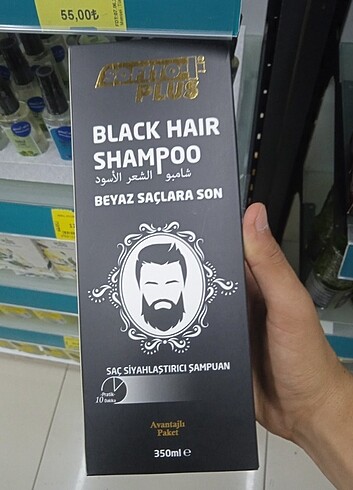 55,00₺
PLUS
BLACK HAIR
SHAMPOO
شامبو الشعر الأسود
BEYAZ SAÇLARA SON
SAÇ SİYAHLAŞTIRICI ŞAMPUAN
Pratik
10 Dakika
Avantajlı
Paket
350ml e